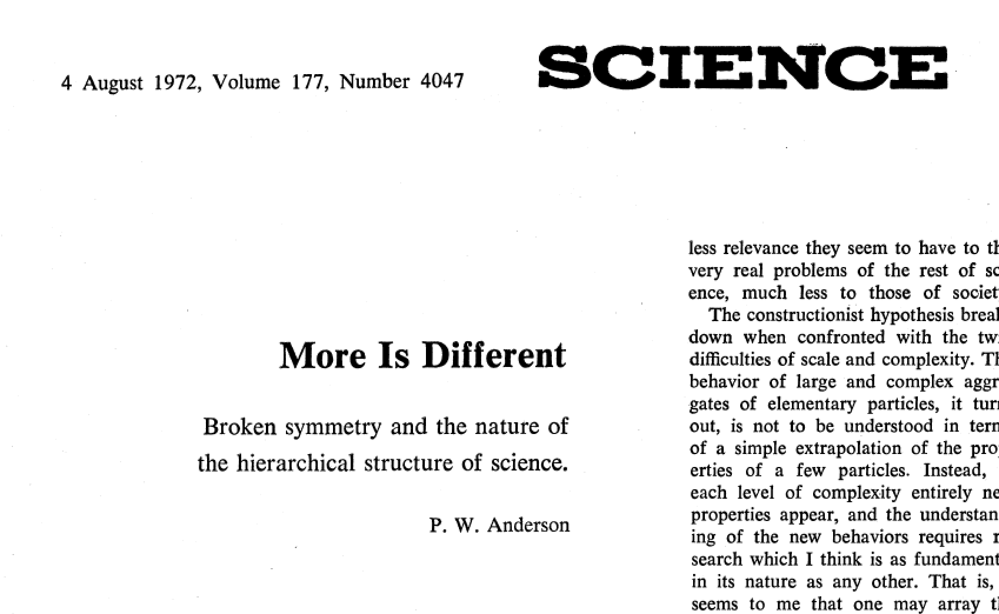 4 August 1972, Volume 177, Number 4047
SCIENCE
More Is Different
Broken symmetry and the nature of
the hierarchical structure of science.
P. W. Anderson
less relevance they seem to have to
very real problems of the rest of
ence, much less to those of
The constructionist hypothesis
down when confronted with the
difficulties of scale and complexity.
behavior of large and complex
gates of elementary particles, it
out, is not to be understood in
of a simple extrapolation of the
erties of a few particles. Instead,
each level of complexity entirely
properties appear, and the
ing of the new behaviors requires
search which I think is as
in its nature as any other. That is,
seems to me that one may array